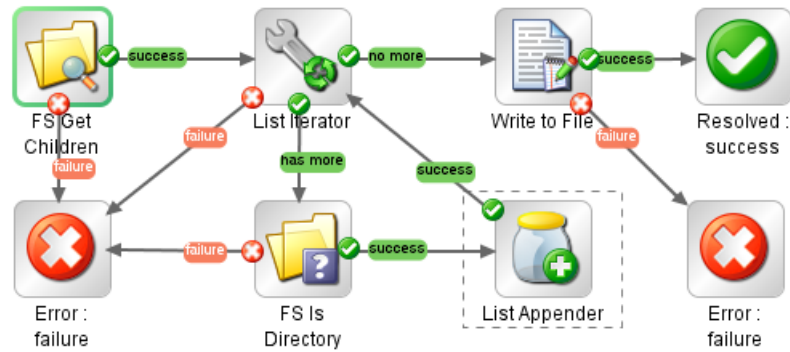 success
no more
success
FS Get
Children
List Iterator
Write to File
Resolved :
success
failure
failure
failure
has more
success
failure
success
Error :
failure
FS Is
Directory
List Appender
Error :
failure